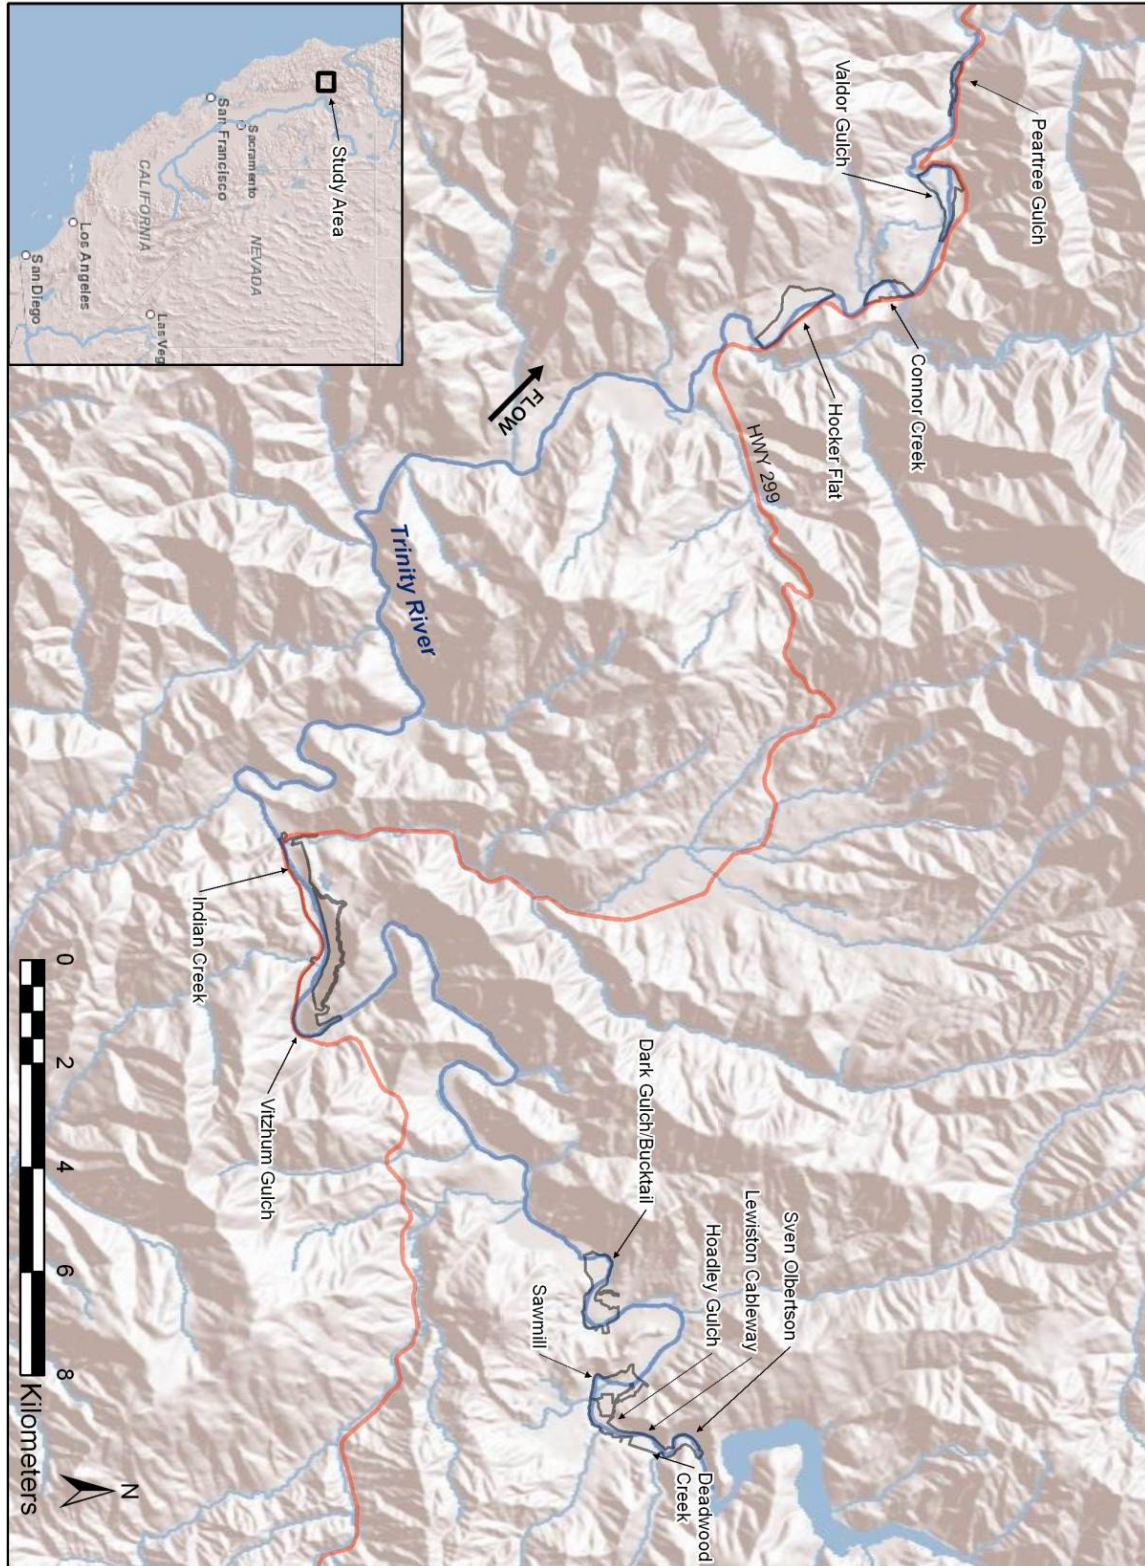 Peartree Gulch
Valdor Gulch
Connor Creek
Hocker Flat
HWY 299
FLOW
Trinity River
Indian Creek
Vitzhum Gulch
Dark Gulch/Bucktail
Sven Olbertson
Lewiston Cableway
Hoadley Gulch
Sawmill
Deadwood
Creek
Study Area
Sacramento
San Francisco
NEVADA
CALIFORNIA
Las Veg
Los Angeles
San Diego
0 2 4 6 8
Kilometers
N